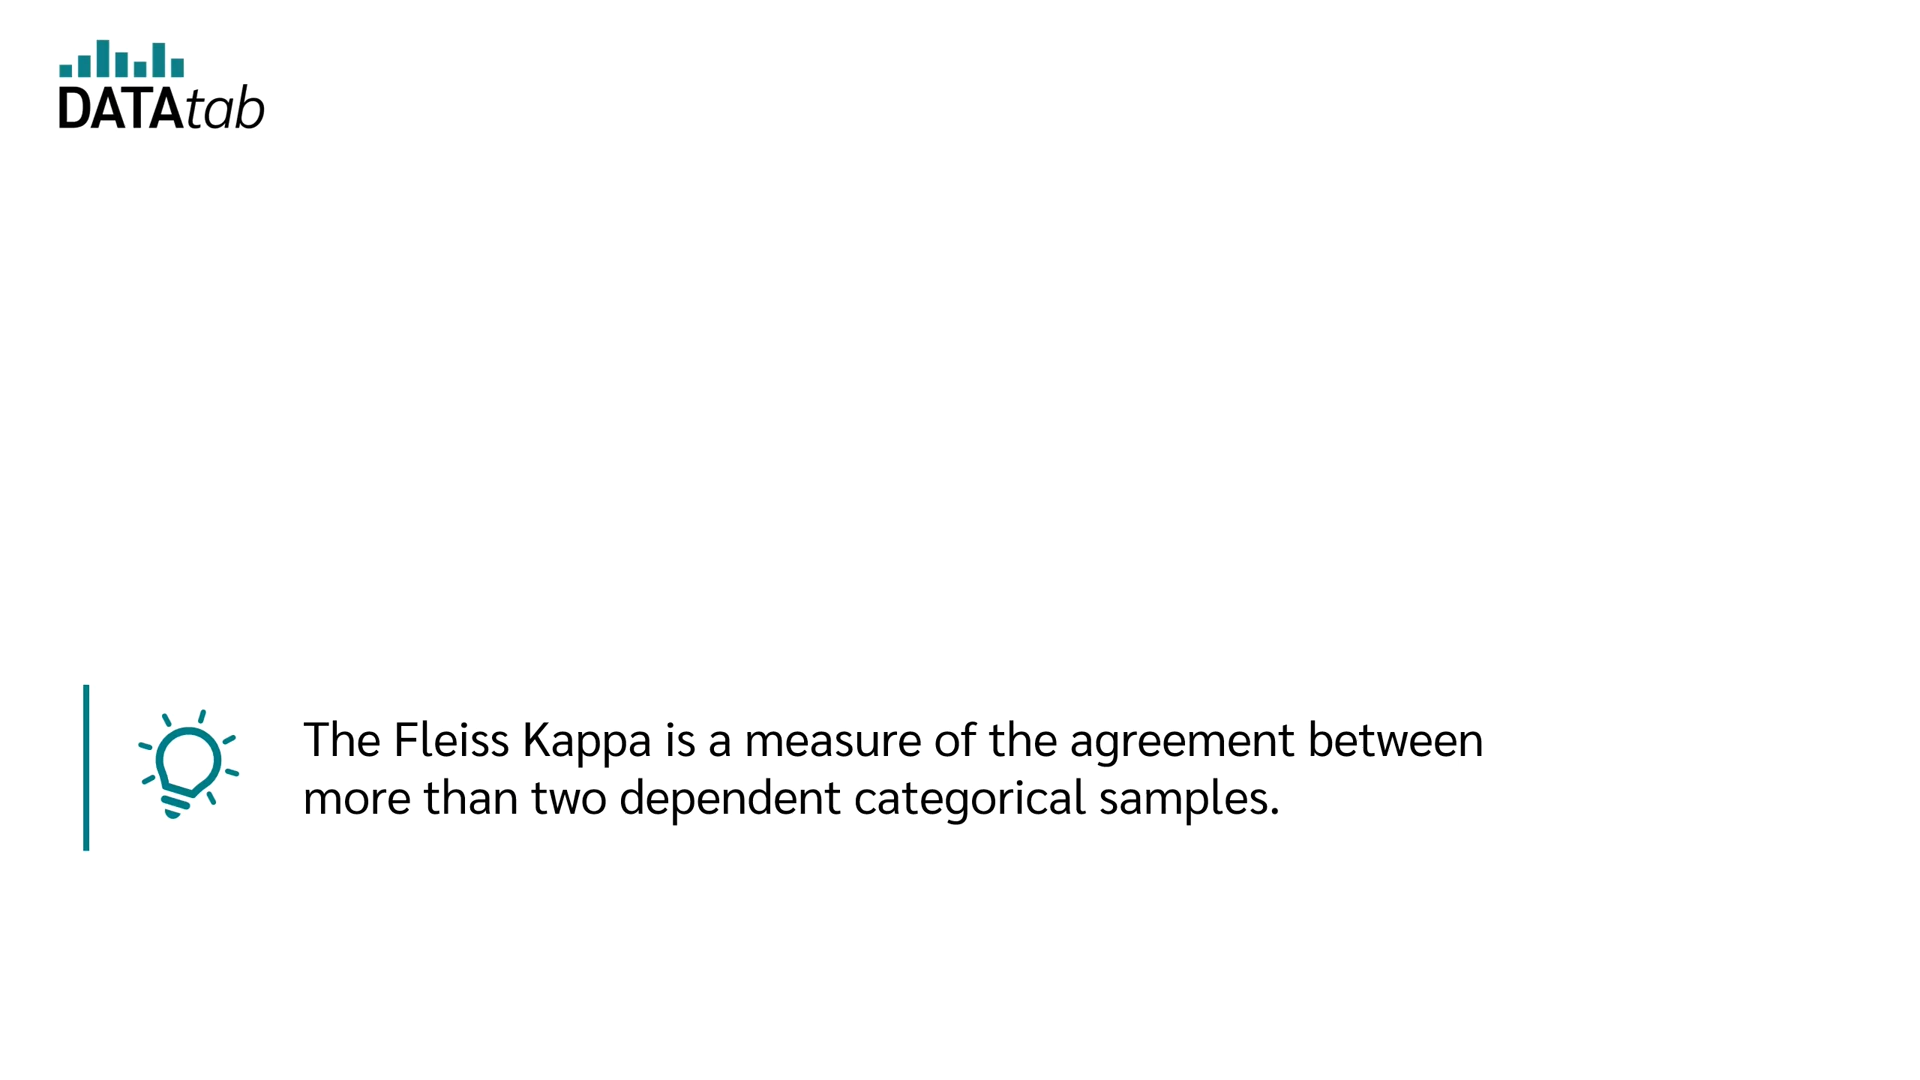 DATAtab
The Fleiss Kappa is a measure of the agreement between
more than two dependent categorical samples.